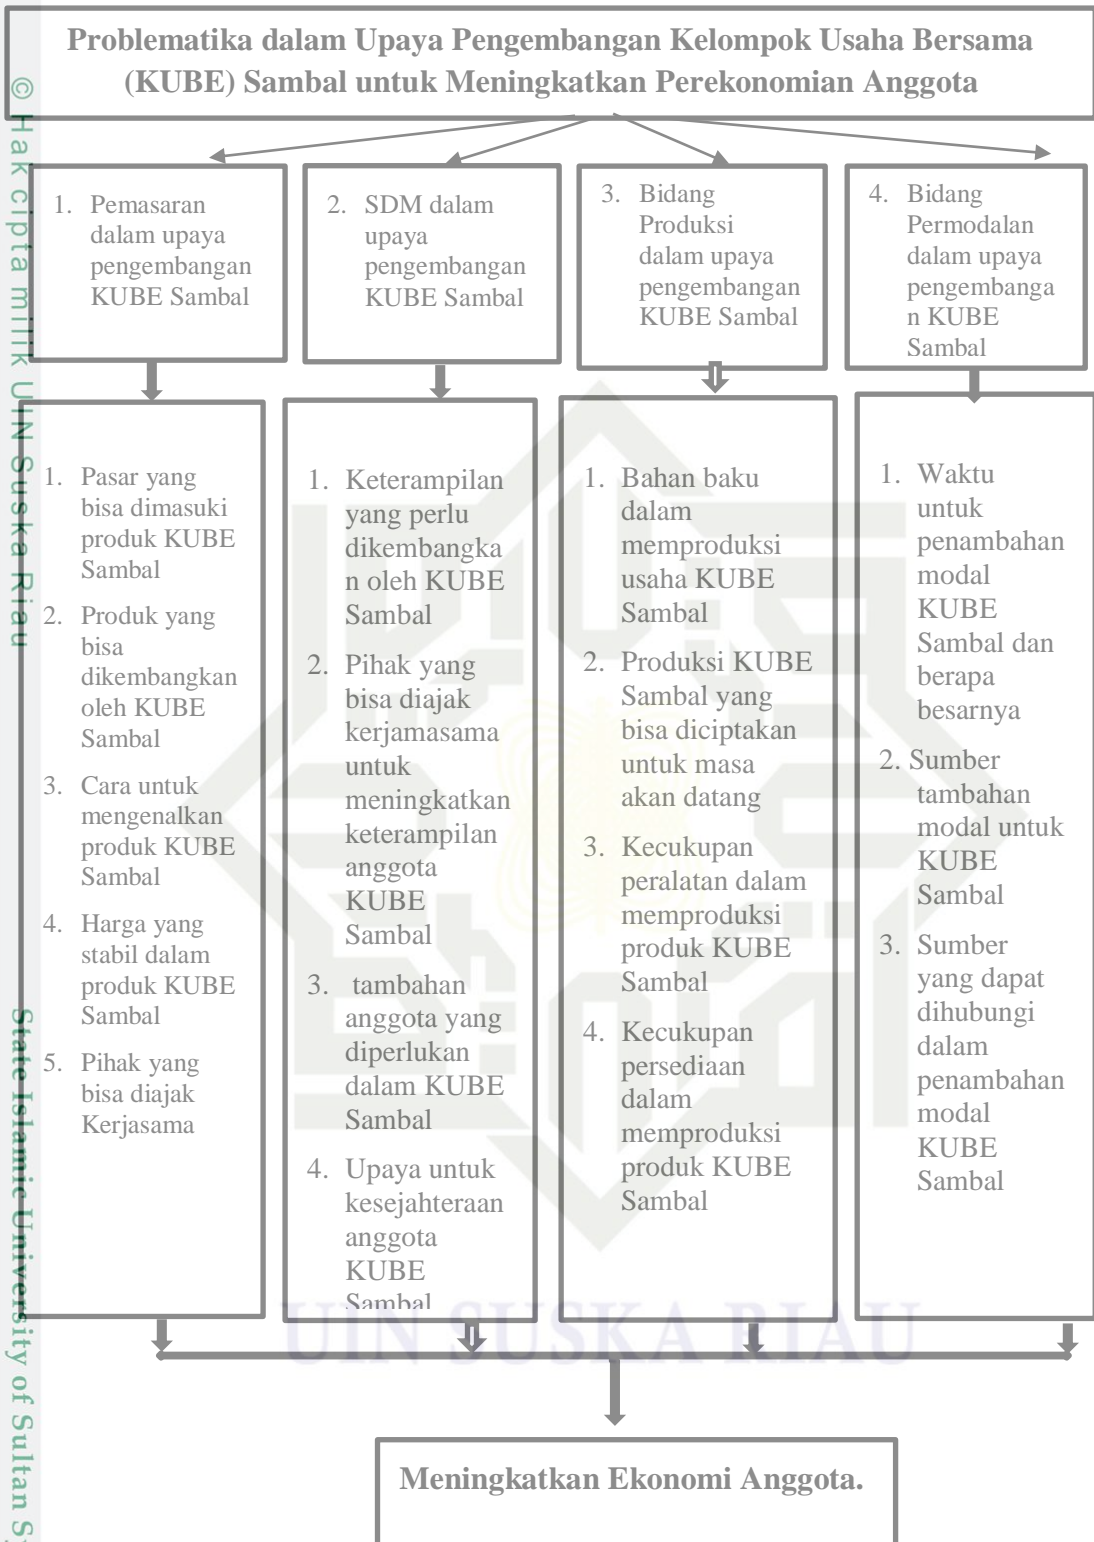 Problematika dalam Upaya Pengembangan Kelompok Usaha Bersama
(KUBE) Sambal untuk Meningkatkan Perekonomian Anggota
1. Pemasaran
dalam upaya
pengembangan
KUBE Sambal
2. SDM dalam
upaya
pengembangan
KUBE Sambal
3. Bidang
Produksi
dalam upaya
pengembangan
KUBE Sambal
4. Bidang
Permodalan
dalam upaya
pengembanga
n KUBE
Sambal
1. Pasar yang
bisa dimasuki
produk KUBE
Sambal
2. Produk yang
bisa
dikembangkan
oleh KUBE
Sambal
3. Cara untuk
mengenalkan
produk KUBE
Sambal
4. Harga yang
stabil dalam
produk KUBE
Sambal
5. Pihak yang
bisa diajak
Kerjasama
1. Keterampilan
yang perlu
dikembangka
n oleh KUBE
Sambal
2. Pihak yang
bisa diajak
kerjamasama
untuk
meningkatkan
keterampilan
anggota
KUBE
Sambal
3. tambahan
anggota yang
diperlukan
dalam KUBE
Sambal
4. Upaya untuk
kesejahteraan
anggota
KUBE
Sambal
1. Bahan baku
dalam
memproduksi
usaha KUBE
Sambal
2. Produksi KUBE
Sambal yang
bisa diciptakan
untuk masa
akan datang
3. Kecukupan
peralatan dalam
memproduksi
produk KUBE
Sambal
4. Kecukupan
persediaan
dalam
memproduksi
produk KUBE
Sambal
1. Waktu
untuk
penambahan
modal
KUBE
Sambal dan
berapa
besarnya
2. Sumber
tambahan
modal untuk
KUBE
Sambal
3. Sumber
yang dapat
dihubungi
dalam
penambahan
modal
KUBE
Sambal
Meningkatkan Ekonomi Anggota.
UIN SUSKA RIAU
© Hak cipta milik UIN Suska Riau
State Islamic University of Sultan